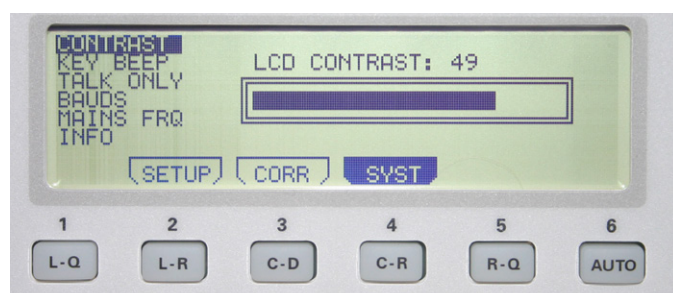 CONTRAST
KEY BEEP
TALK ONLY
BAUDS
MAINS FRQ
INFO
LCD CONTRAST: 49
SETUP CORR SYST
1 2 3 4 5 6
L-Q L-R C-D C-R R-Q AUTO